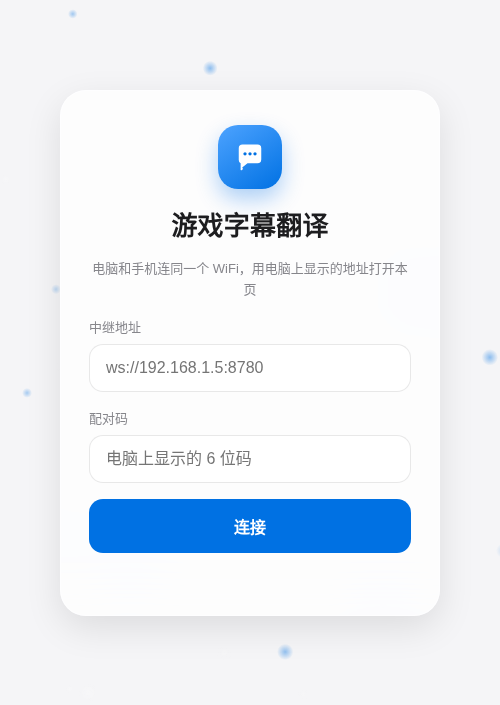 游戏字幕翻译
电脑和手机连同一个 WiFi，用电脑上显示的地址打开本
页
中继地址
ws://192.168.1.5:8780
配对码
电脑上显示的 6 位码
连接